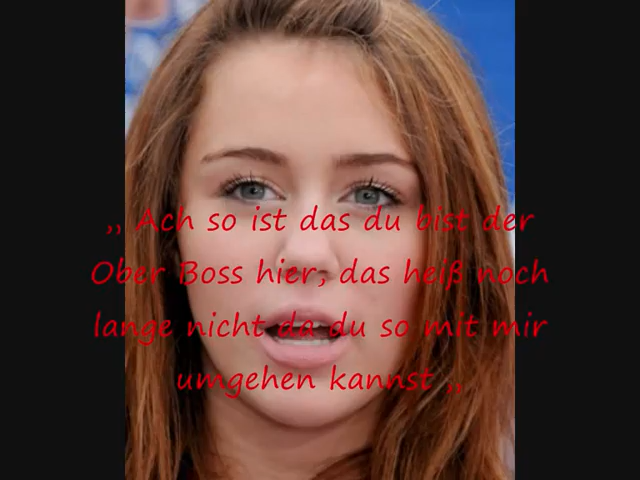 ,, Ach so ist das du bist der
Ober Boss hier, das heiß noch
lange nicht da du so mit mir
umgehen kannst ,,